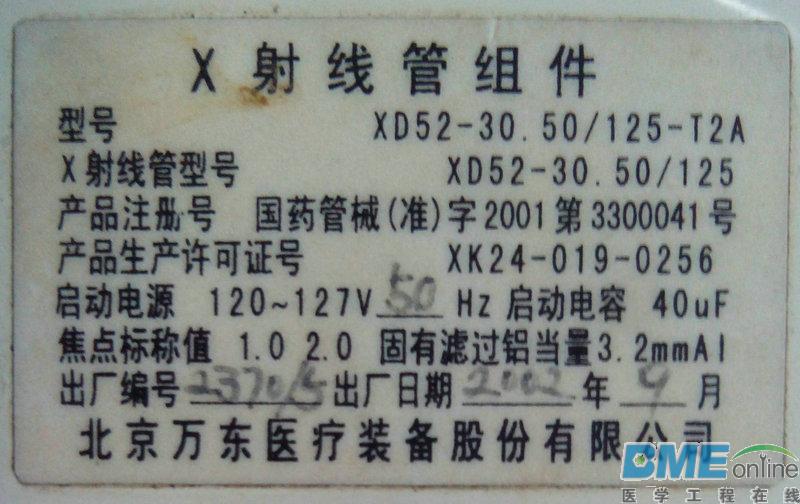 X射线管组件
型号 XD52-30.50/125-T2A
X射线管型号 XD52-30.50/125
产品注册号 国药管械(准)字2001第3300041号
产品生产许可证号 XK24-019-0256
启动电源 120~127V 50 Hz 启动电容 40uF
焦点标称值 1.0 2.0 固有滤过铝当量3.2mmAl
出厂编号 出厂日期 2002 年 9 月
北京万东医疗装备股份有限公司
BMEonline
医学工程在线